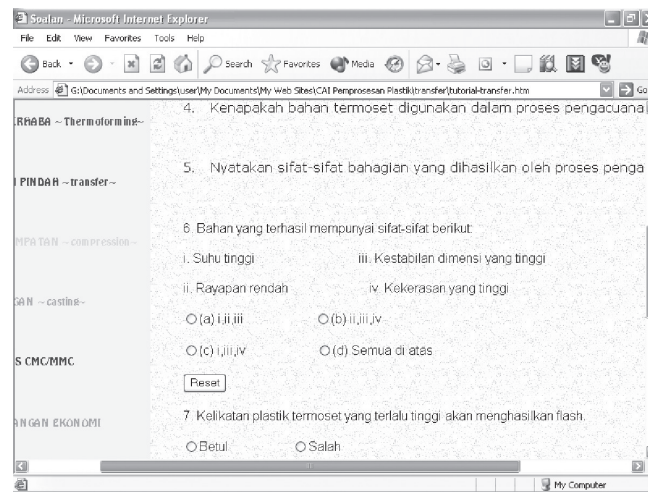 Soalan - Microsoft Internet Explorer
File Edit View Favorites Tools Help
Back Search Favorites Media
Address G:\Documents and Settings\user\My Documents\My Web Sites\CAI Pemprosesan Plastik\transfer\tutorial-transfer.htm Go
4. Kenapakah bahan termoset digunakan dalam proses pengacuana
RHABA ~ Thermoforming~
5. Nyatakan sifat-sifat bahagian yang dihasilkan oleh proses penga
I PINDAH ~transfer~
6. Bahan yang terhasil mempunyai sifat-sifat berikut:
MPATAN ~compression~
i. Suhu tinggi iii. Kestabilan dimensi yang tinggi
ii. Rayapan rendah iv. Kekerasan yang tinggi
GAN ~casting~
(a) i,ii,iii (b) ii,iii,iv
(c) i,iii,iv (d) Semua di atas
S CMC/MMC
Reset
7. Kelikatan plastik termoset yang terlalu tinggi akan menghasilkan flash.
ANGAN EKONOMI
Betul Salah
My Computer